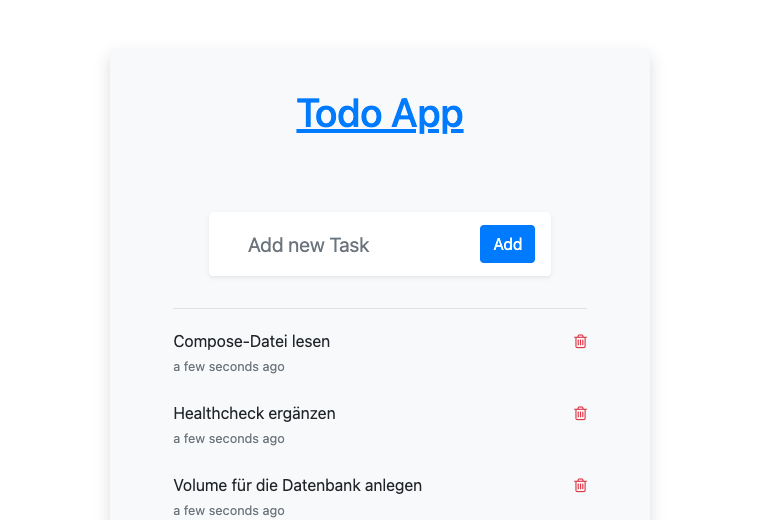 Todo App
Add new Task
Add
Compose-Datei lesen
a few seconds ago
Healthcheck ergänzen
a few seconds ago
Volume für die Datenbank anlegen
a few seconds ago